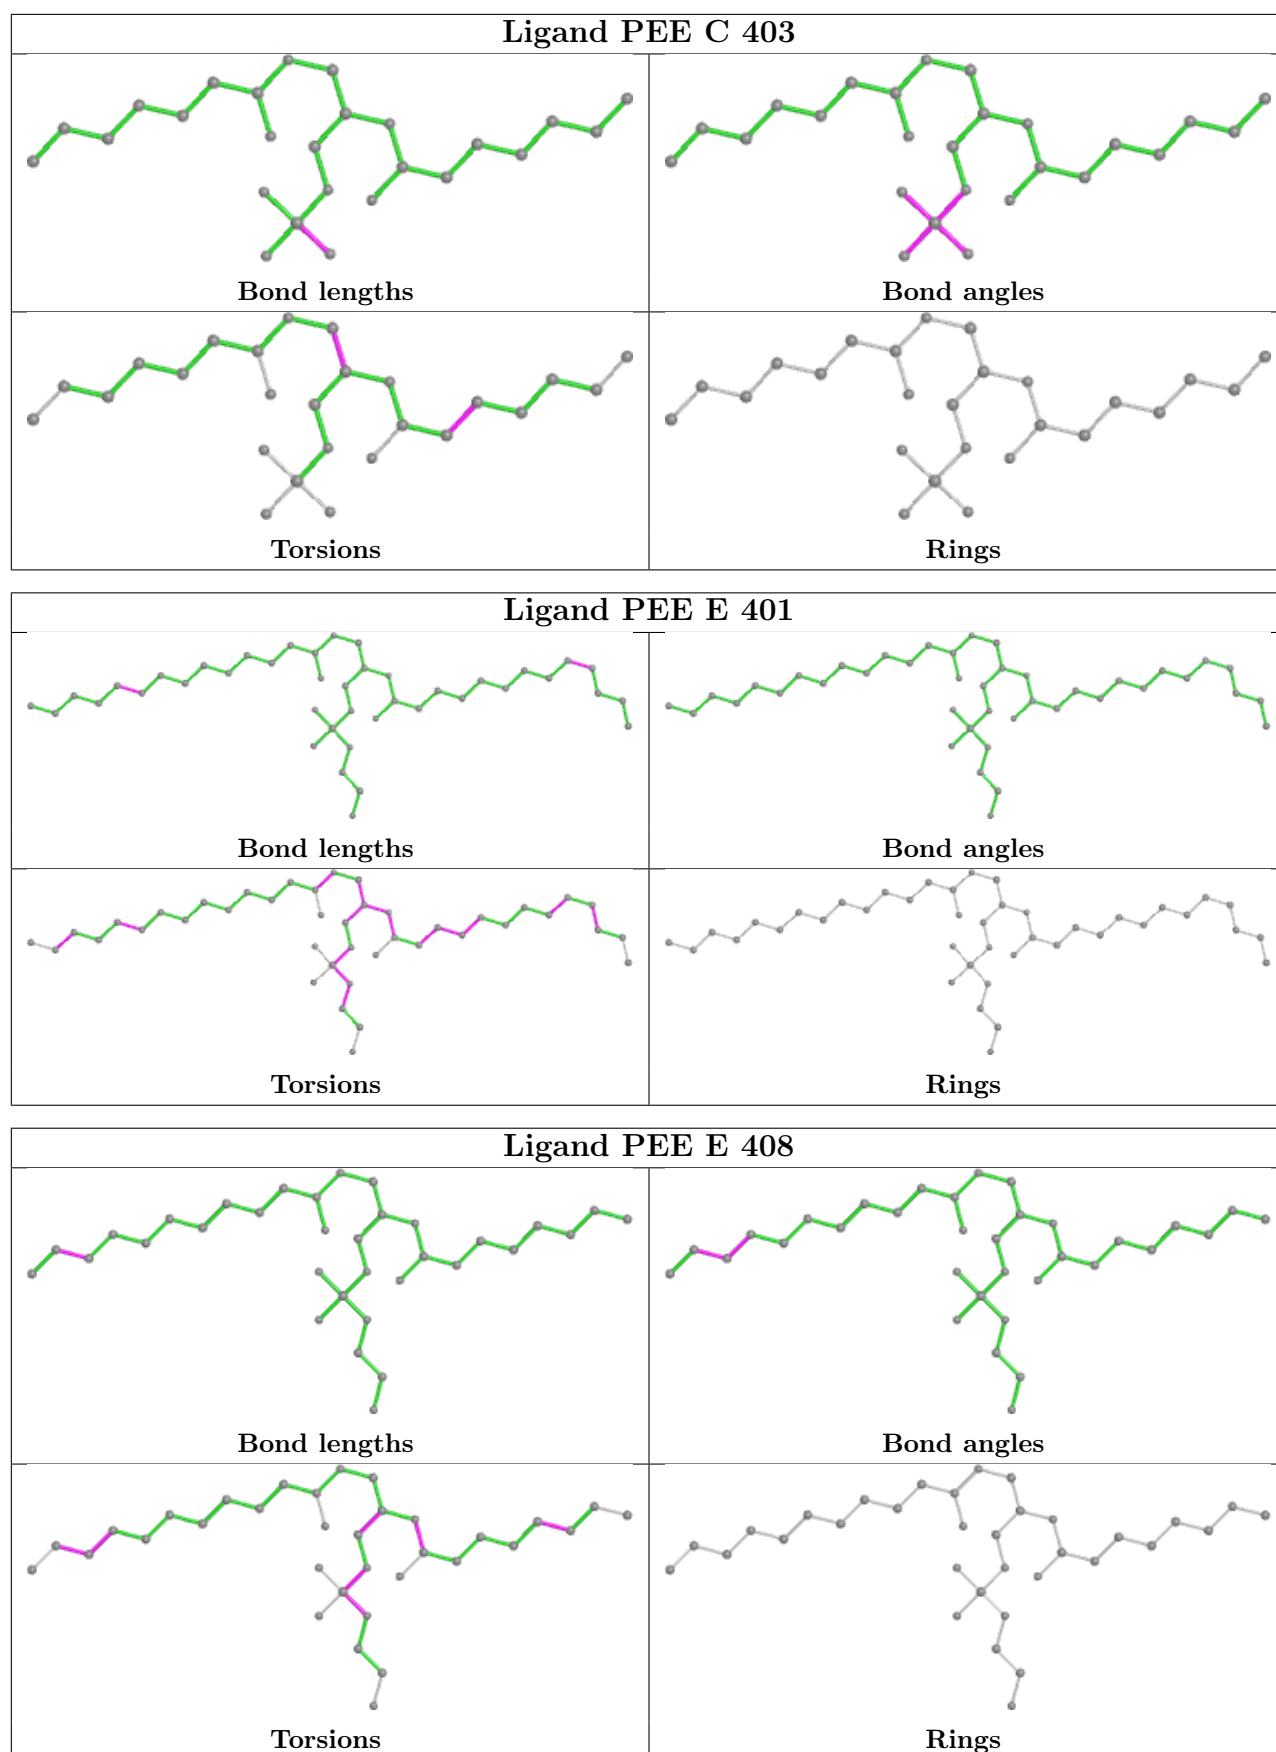 Ligand PEE C 403
Bond lengths
Bond angles
Torsions
Rings
Ligand PEE E 401
Bond lengths
Bond angles
Torsions
Rings
Ligand PEE E 408
Bond lengths
Bond angles
Torsions
Rings